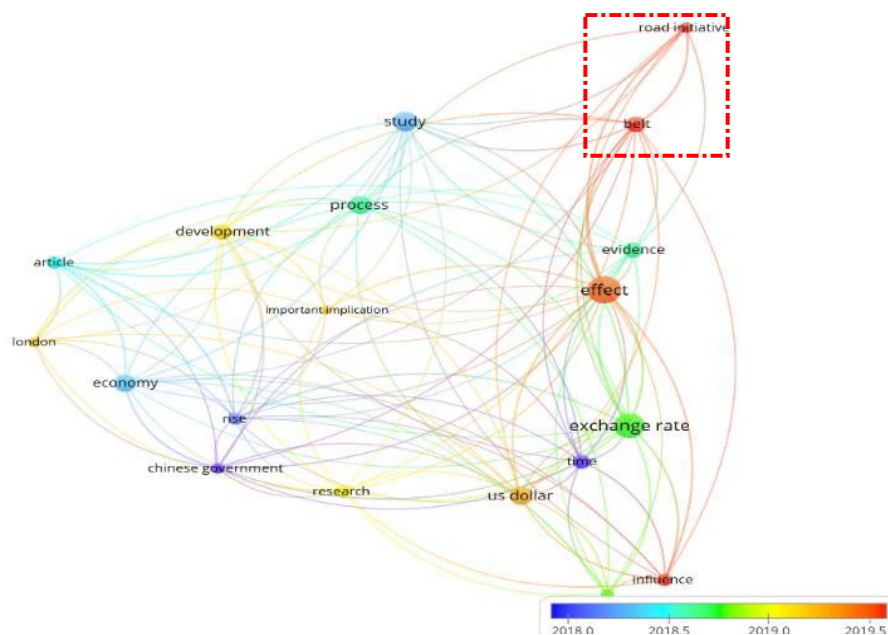 road initiative
study
belt
process
development
evidence
article
effect
important implication
london
economy
rise
exchange rate
chinese government
time
research
us dollar
influence
2018.0
2018.5
2019.0
2019.5